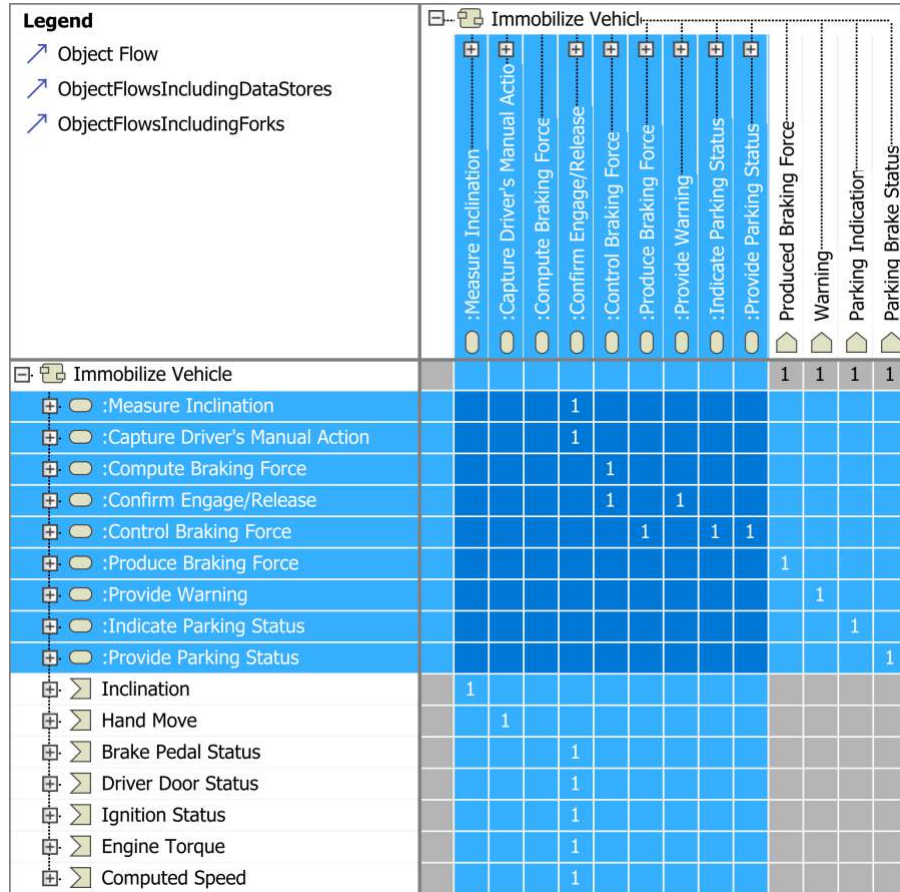 Legend
Object Flow
ObjectFlowsIncludingDataStores
ObjectFlowsIncludingForks
Immobilize Vehicl
:Measure Inclination
:Capture Driver's Manual Actio
:Compute Braking Force
:Confirm Engage/Release
:Control Braking Force
:Produce Braking Force
:Provide Warning
:Indicate Parking Status
:Provide Parking Status
Produced Braking Force
Warning
Parking Indication
Parking Brake Status
Immobilize Vehicle 1 1 1 1
:Measure Inclination 1
:Capture Driver's Manual Action 1
:Compute Braking Force 1
:Confirm Engage/Release 1 1
:Control Braking Force 1 1 1
:Produce Braking Force 1
:Provide Warning 1
:Indicate Parking Status 1
:Provide Parking Status 1
Inclination 1
Hand Move 1
Brake Pedal Status 1
Driver Door Status 1
Ignition Status 1
Engine Torque 1
Computed Speed 1